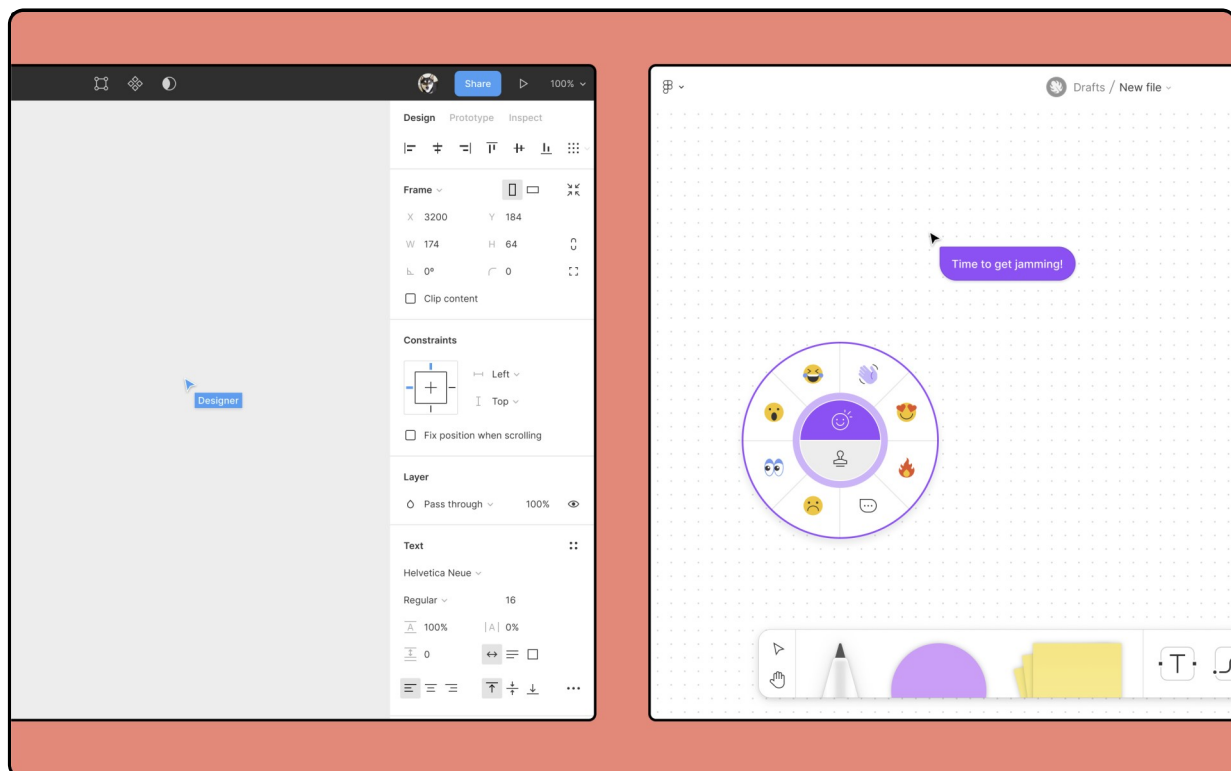 Share
100%
Design Prototype Inspect
Frame
X 3200 Y 184
W 174 H 64
0° 0
Clip content
Constraints
Left
Top
Designer
Fix position when scrolling
Layer
Pass through 100%
Text
Helvetica Neue
Regular 16
A 100% |A| 0%
0
Drafts / New file
Time to get jamming!
T